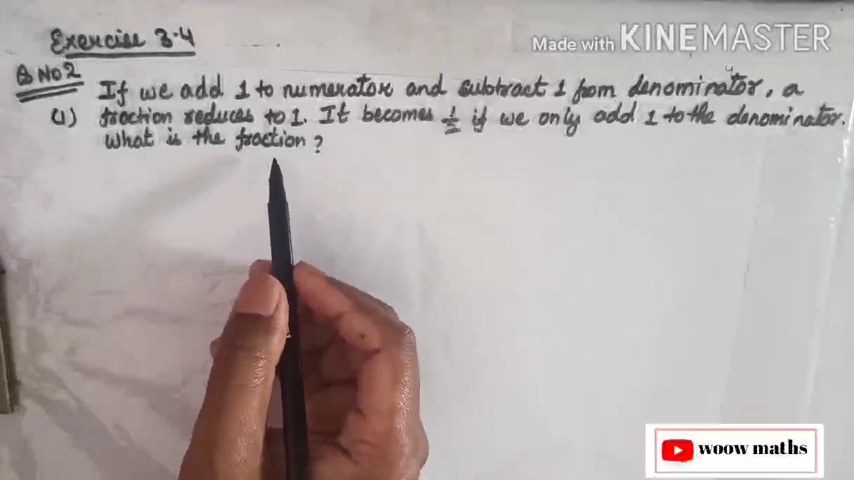 Made with KINEMASTER
Exercise 3.4
Q No 2
If we add 1 to numerator and subtract 1 from denominator, a
(1) fraction reduces to 1. It becomes 1/2 if we only add 1 to the denominator.
What is the fraction?
woow maths